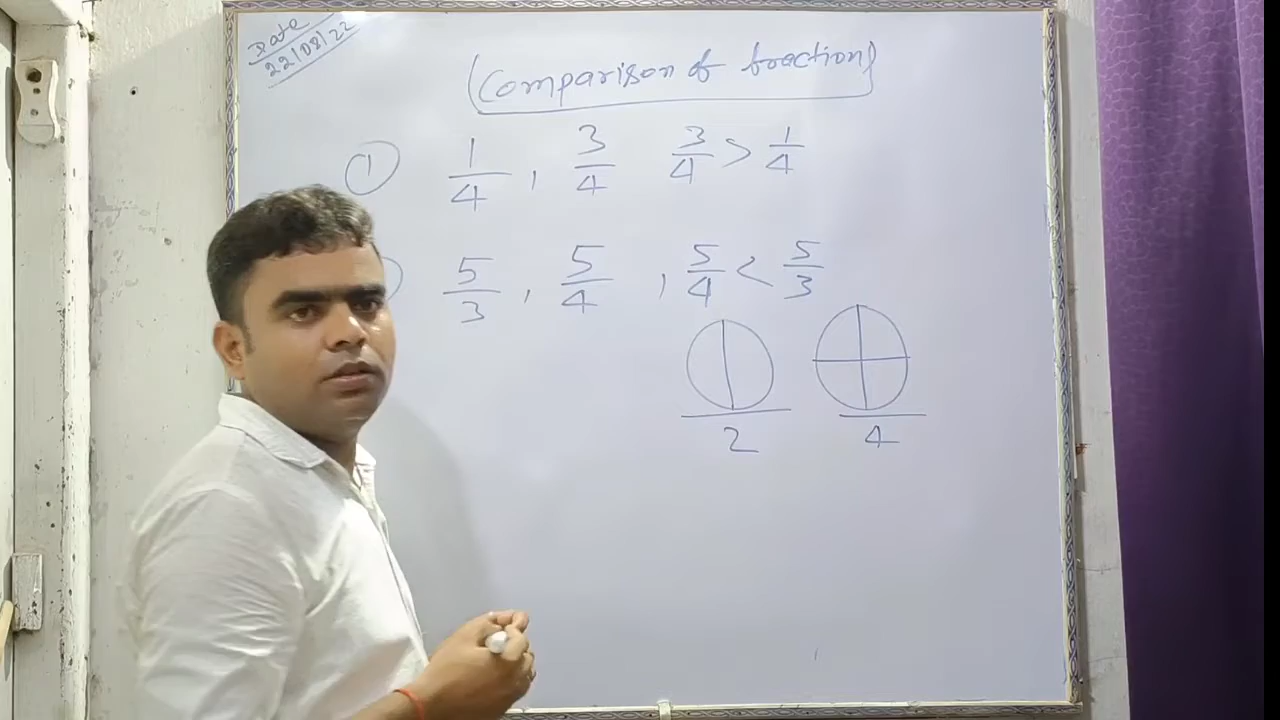 Date
22/08/22
Comparison of fraction
① 1/4 , 3/4 3/4 > 1/4
5/3 , 5/4 , 5/4 < 5/3
2 4